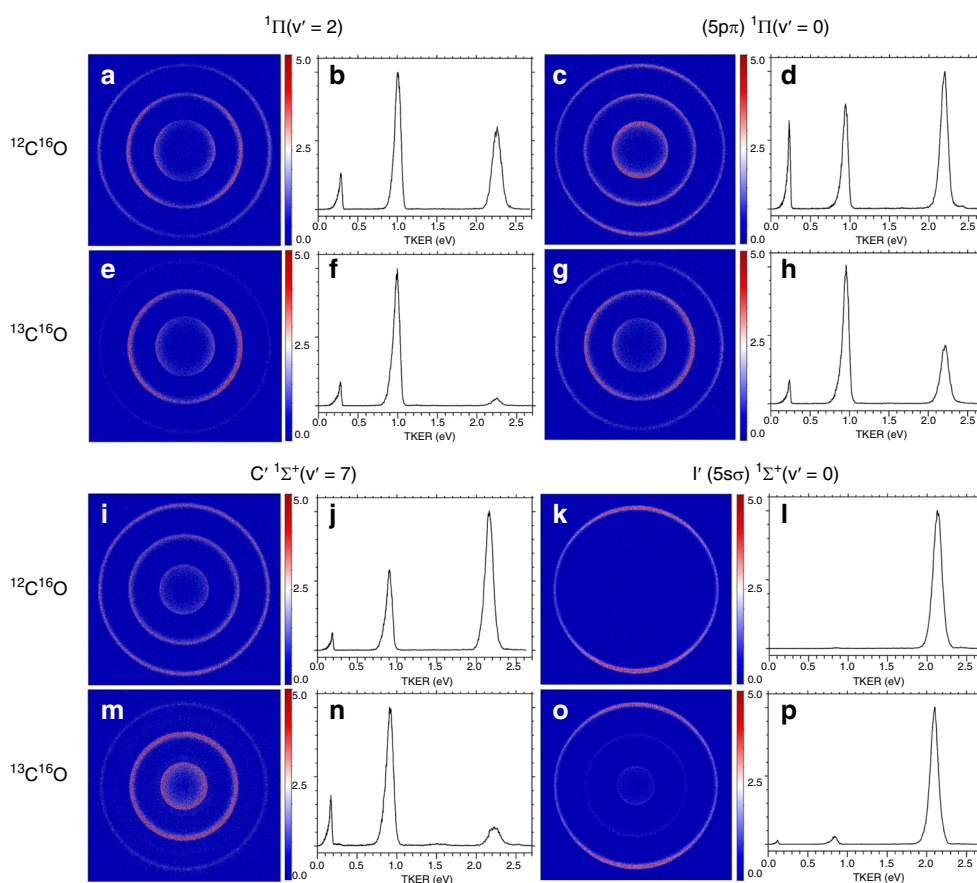 ¹Π(v′ = 2)
(5pπ) ¹Π(v′ = 0)
¹²C¹⁶O
a
5.0
2.5
0.0
b
0.0 0.5 1.0 1.5 2.0 2.5
TKER (eV)
c
5.0
2.5
0.0
d
0.0 0.5 1.0 1.5 2.0 2.5
TKER (eV)
¹³C¹⁶O
e
5.0
2.5
0.0
f
0.0 0.5 1.0 1.5 2.0 2.5
TKER (eV)
g
5.0
2.5
0.0
h
0.0 0.5 1.0 1.5 2.0 2.5
TKER (eV)
C′ ¹Σ⁺(v′ = 7)
I′ (5sσ) ¹Σ⁺(v′ = 0)
¹²C¹⁶O
i
5.0
2.5
0.0
j
0.0 0.5 1.0 1.5 2.0 2.5
TKER (eV)
k
5.0
2.5
0.0
l
0.0 0.5 1.0 1.5 2.0 2.5
TKER (eV)
¹³C¹⁶O
m
5.0
2.5
0.0
n
0.0 0.5 1.0 1.5 2.0 2.5
TKER (eV)
o
5.0
2.5
0.0
p
0.0 0.5 1.0 1.5 2.0 2.5
TKER (eV)